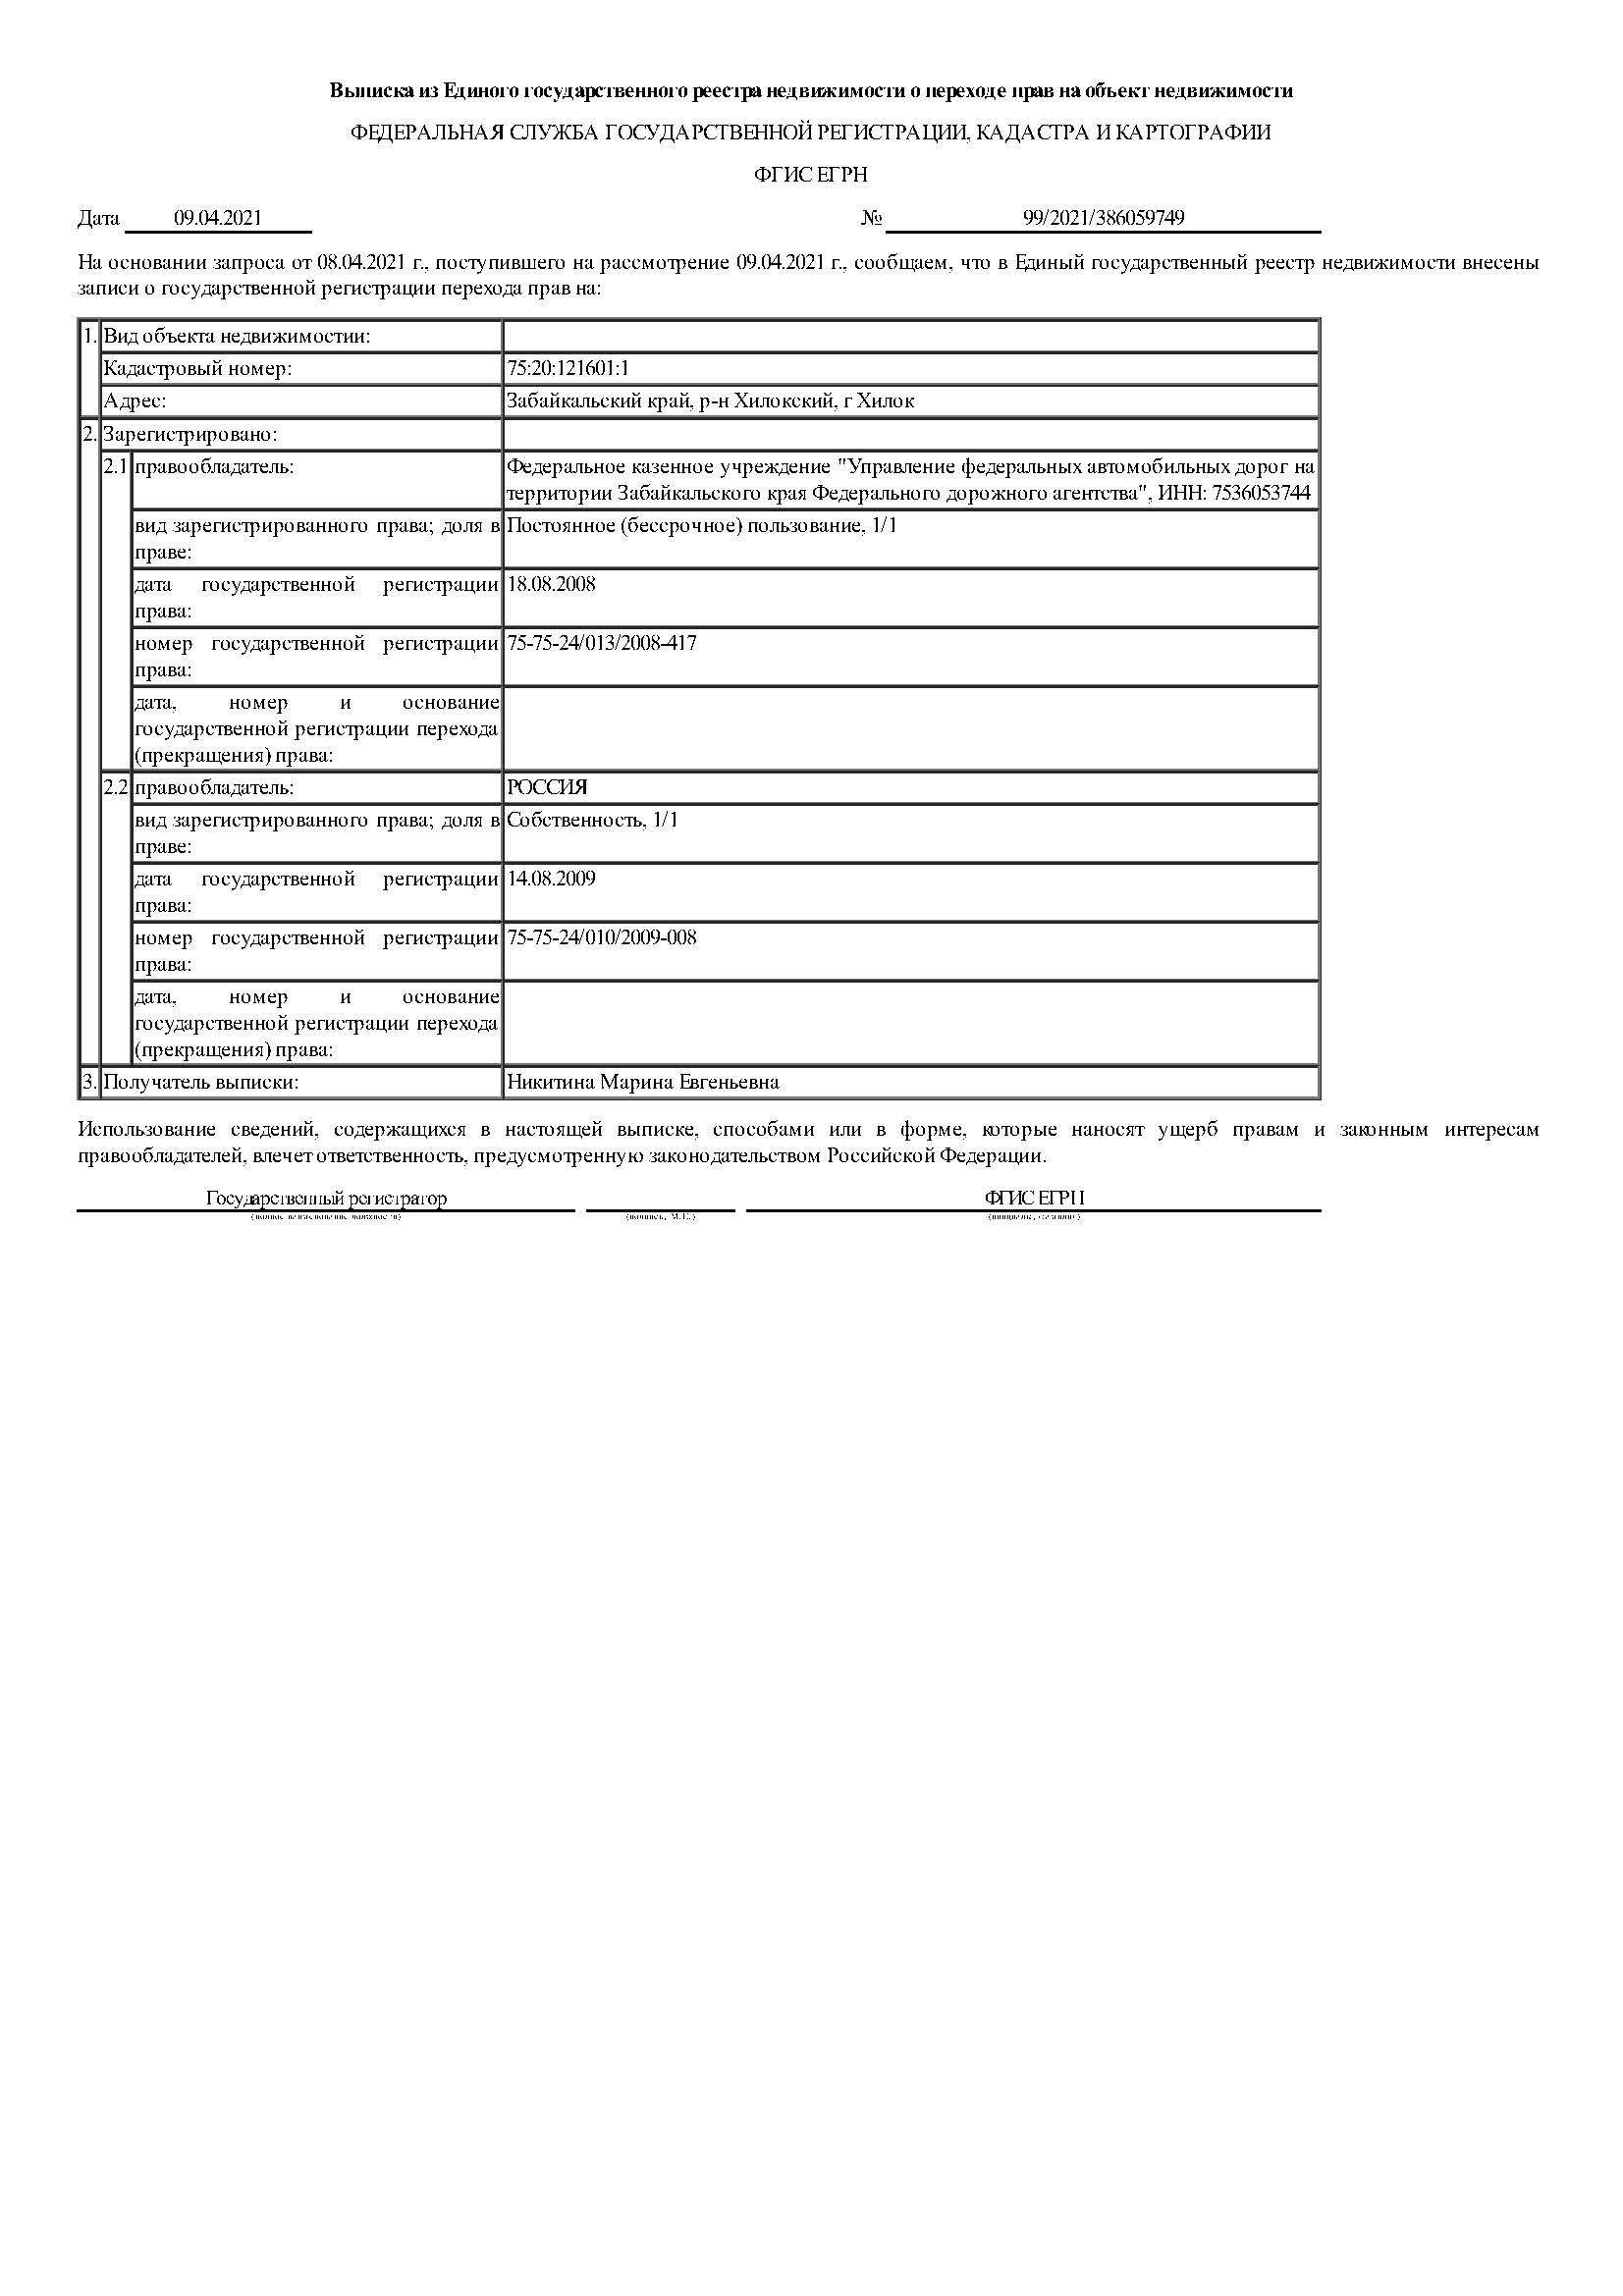 Выписка из Единого государственного реестра недвижимости о переходе прав на объект недвижимости
ФЕДЕРАЛЬНАЯ СЛУЖБА ГОСУДАРСТВЕННОЙ РЕГИСТРАЦИИ, КАДАСТРА И КАРТОГРАФИИ
ФГИС ЕГРН
Дата 09.04.2021 № 99/2021/386059749
На основании запроса от 08.04.2021 г., поступившего на рассмотрение 09.04.2021 г., сообщаем, что в Единый государственный реестр недвижимости внесены
записи о государственной регистрации перехода прав на:
1. Вид объекта недвижимостии:
Кадастровый номер: 75:20:121601:1
Адрес: Забайкальский край, р-н Хилокский, г Хилок
2. Зарегистрировано:
2.1 правообладатель: Федеральное казенное учреждение "Управление федеральных автомобильных дорог на
территории Забайкальского края Федерального дорожного агентства", ИНН: 7536053744
вид зарегистрированного права; доля в Постоянное (бессрочное) пользование, 1/1
праве:
дата государственной регистрации 18.08.2008
права:
номер государственной регистрации 75-75-24/013/2008-417
права:
дата, номер и основание
государственной регистрации перехода
(прекращения) права:
2.2 правообладатель: РОССИЯ
вид зарегистрированного права; доля в Собственность, 1/1
праве:
дата государственной регистрации 14.08.2009
права:
номер государственной регистрации 75-75-24/010/2009-008
права:
дата, номер и основание
государственной регистрации перехода
(прекращения) права:
3. Получатель выписки: Никитина Марина Евгеньевна
Использование сведений, содержащихся в настоящей выписке, способами или в форме, которые наносят ущерб правам и законным интересам
правообладателей, влечет ответственность, предусмотренную законодательством Российской Федерации.
Государственный регистратор ФГИС ЕГРН
(полное наименование должности) (подпись, М.П.) (инициалы, фамилия)